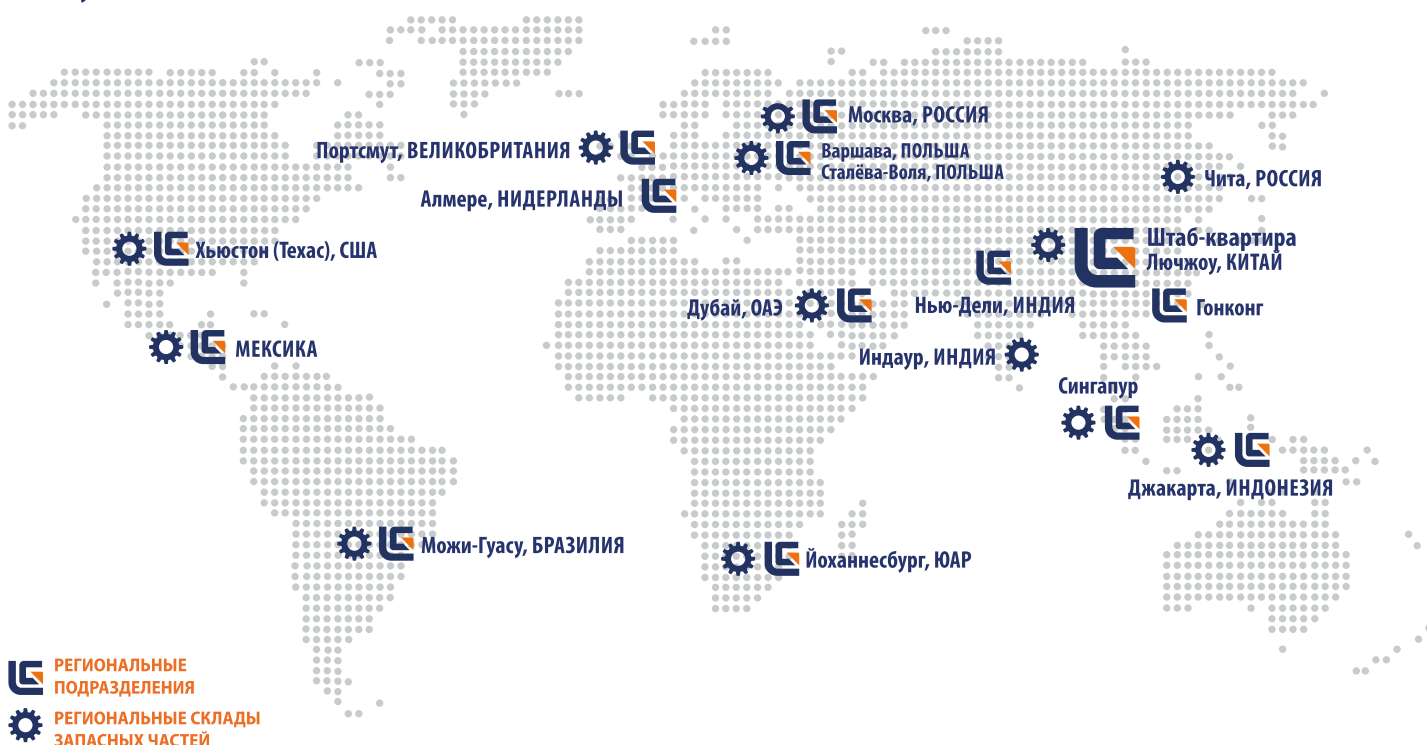 Москва, РОССИЯ
Портсмут, ВЕЛИКОБРИТАНИЯ
Варшава, ПОЛЬША
Сталёва-Воля, ПОЛЬША
Чита, РОССИЯ
Алмере, НИДЕРЛАНДЫ
Хьюстон (Техас), США
Штаб-квартира
Лючжоу, КИТАЙ
Дубай, ОАЭ
Нью-Дели, ИНДИЯ
Гонконг
МЕКСИКА
Индаур, ИНДИЯ
Сингапур
Джакарта, ИНДОНЕЗИЯ
Можи-Гуасу, БРАЗИЛИЯ
Йоханнесбург, ЮАР
РЕГИОНАЛЬНЫЕ
ПОДРАЗДЕЛЕНИЯ
РЕГИОНАЛЬНЫЕ СКЛАДЫ
ЗАПАСНЫХ ЧАСТЕЙ